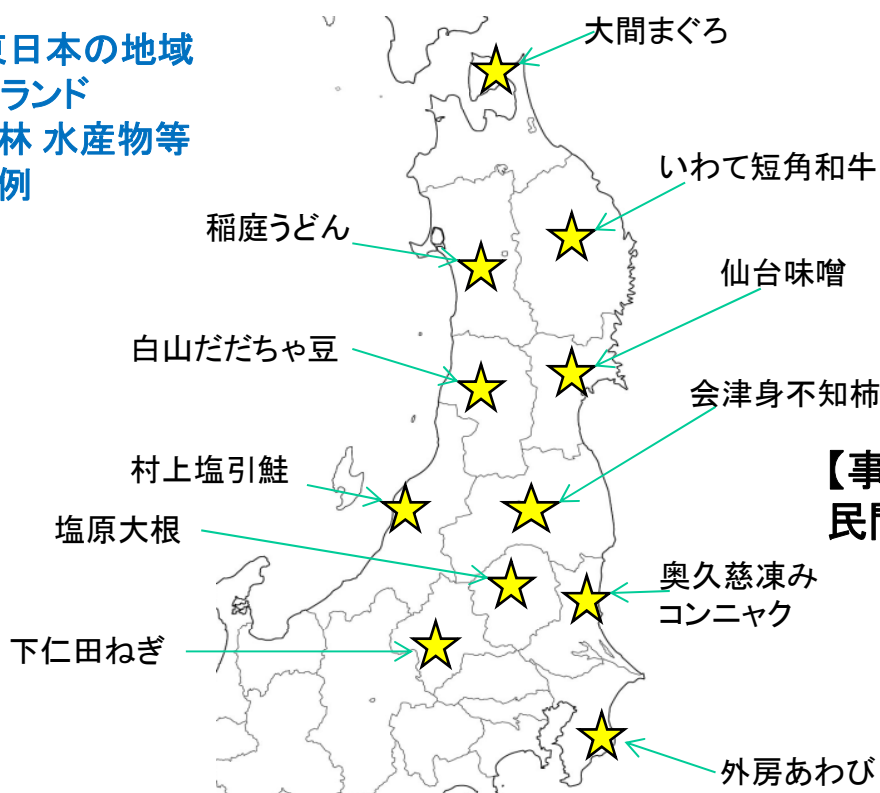 東日本の地域
ランド
林 水産物等
例
大間まぐろ
いわて短角和牛
稲庭うどん
仙台味噌
白山だだちゃ豆
会津身不知柿
村上塩引鮭
【事
民間
塩原大根
奥久慈凍み
コンニャク
下仁田ねぎ
外房あわび